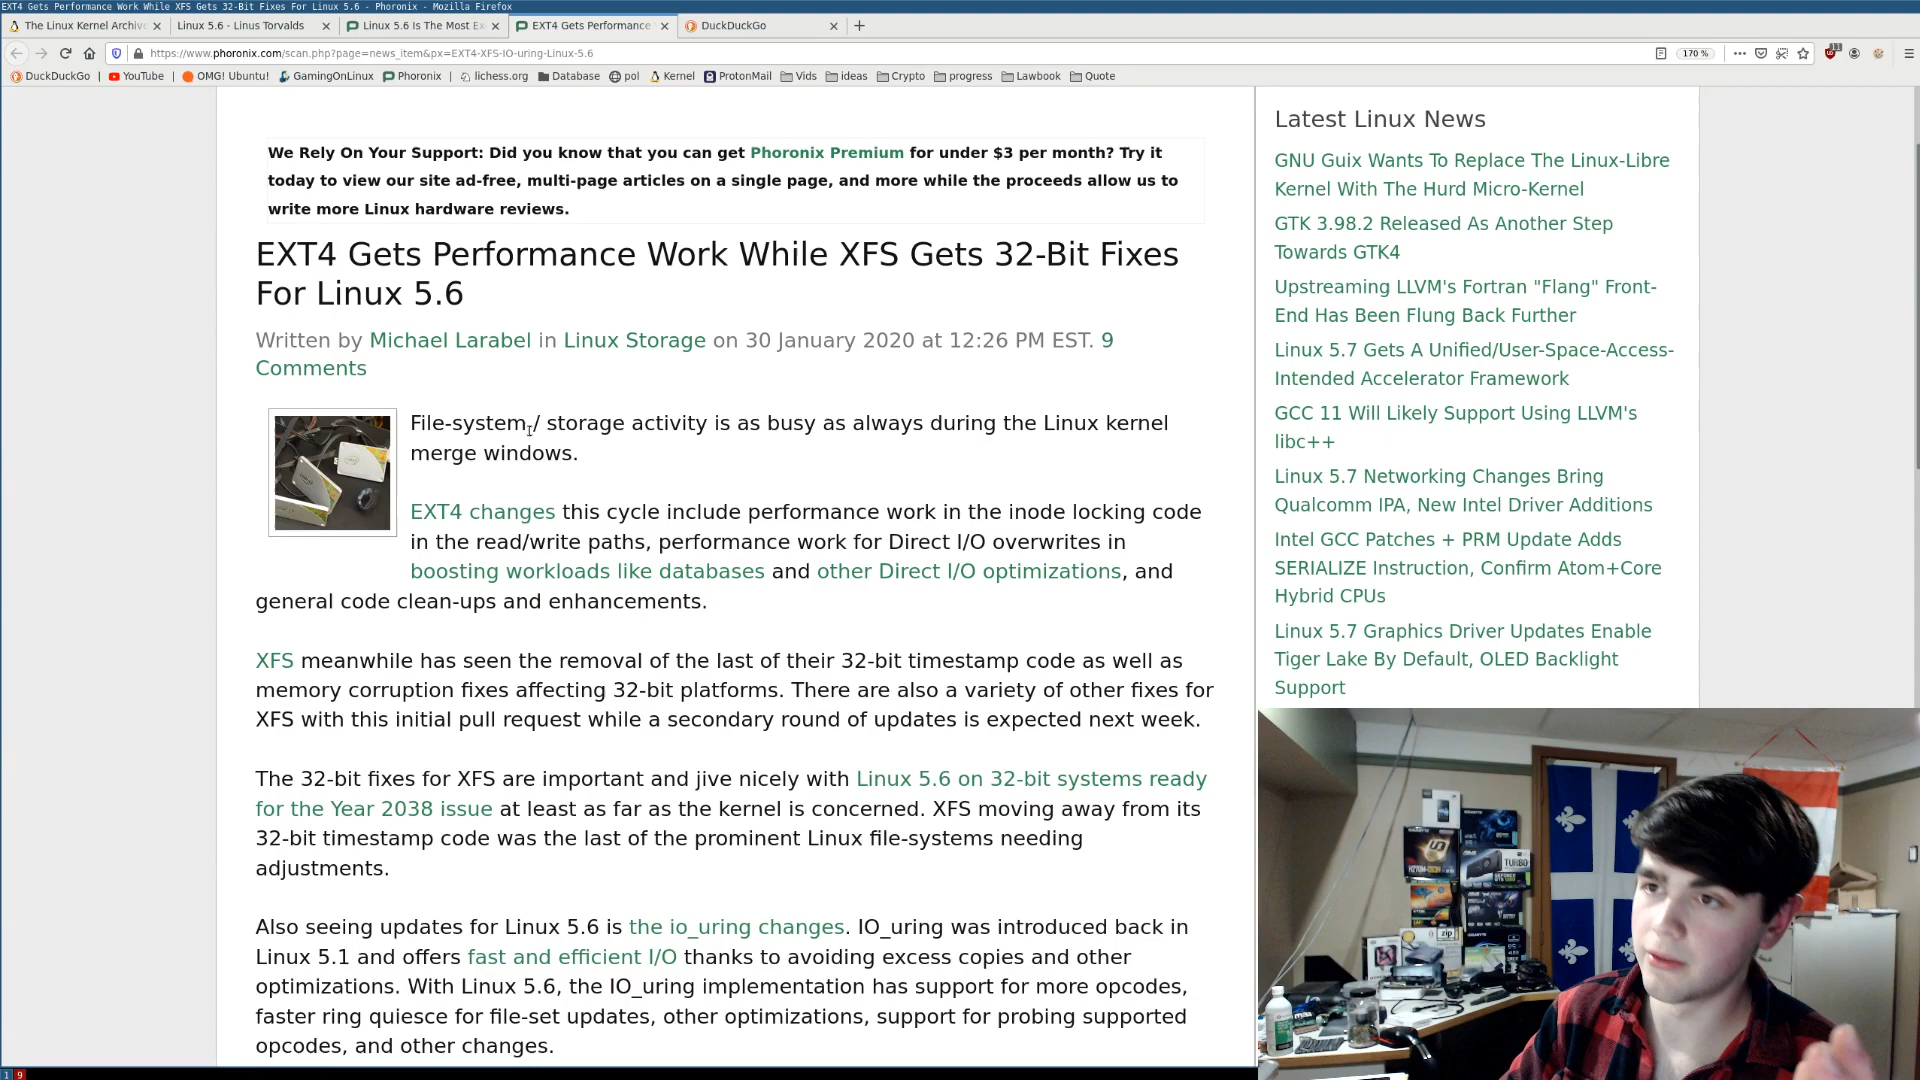 EXT4 Gets Performance Work While XFS Gets 32-Bit Fixes For Linux 5.6 - Phoronix - Mozilla Firefox
The Linux Kernel Archive
Linux 5.6 - Linus Torvalds
Linux 5.6 Is The Most Ex
EXT4 Gets Performance
DuckDuckGo
https://www.phoronix.com/scan.php?page=news_item&px=EXT4-XFS-IO-uring-Linux-5.6
170 %
DuckDuckGo
YouTube
OMG! Ubuntu!
GamingOnLinux
Phoronix
lichess.org
Database
pol
Kernel
ProtonMail
Vids
ideas
Crypto
progress
Lawbook
Quote
We Rely On Your Support: Did you know that you can get Phoronix Premium for under $3 per month? Try it
today to view our site ad-free, multi-page articles on a single page, and more while the proceeds allow us to
write more Linux hardware reviews.
EXT4 Gets Performance Work While XFS Gets 32-Bit Fixes
For Linux 5.6
Written by Michael Larabel in Linux Storage on 30 January 2020 at 12:26 PM EST. 9
Comments
File-system / storage activity is as busy as always during the Linux kernel
merge windows.
EXT4 changes this cycle include performance work in the inode locking code
in the read/write paths, performance work for Direct I/O overwrites in
boosting workloads like databases and other Direct I/O optimizations, and
general code clean-ups and enhancements.
XFS meanwhile has seen the removal of the last of their 32-bit timestamp code as well as
memory corruption fixes affecting 32-bit platforms. There are also a variety of other fixes for
XFS with this initial pull request while a secondary round of updates is expected next week.
The 32-bit fixes for XFS are important and jive nicely with Linux 5.6 on 32-bit systems ready
for the Year 2038 issue at least as far as the kernel is concerned. XFS moving away from its
32-bit timestamp code was the last of the prominent Linux file-systems needing
adjustments.
Also seeing updates for Linux 5.6 is the io_uring changes. IO_uring was introduced back in
Linux 5.1 and offers fast and efficient I/O thanks to avoiding excess copies and other
optimizations. With Linux 5.6, the IO_uring implementation has support for more opcodes,
faster ring quiesce for file-set updates, other optimizations, support for probing supported
opcodes, and other changes.
Latest Linux News
GNU Guix Wants To Replace The Linux-Libre
Kernel With The Hurd Micro-Kernel
GTK 3.98.2 Released As Another Step
Towards GTK4
Upstreaming LLVM's Fortran "Flang" Front-
End Has Been Flung Back Further
Linux 5.7 Gets A Unified/User-Space-Access-
Intended Accelerator Framework
GCC 11 Will Likely Support Using LLVM's
libc++
Linux 5.7 Networking Changes Bring
Qualcomm IPA, New Intel Driver Additions
Intel GCC Patches + PRM Update Adds
SERIALIZE Instruction, Confirm Atom+Core
Hybrid CPUs
Linux 5.7 Graphics Driver Updates Enable
Tiger Lake By Default, OLED Backlight
Support
TURBO
zip
1 9